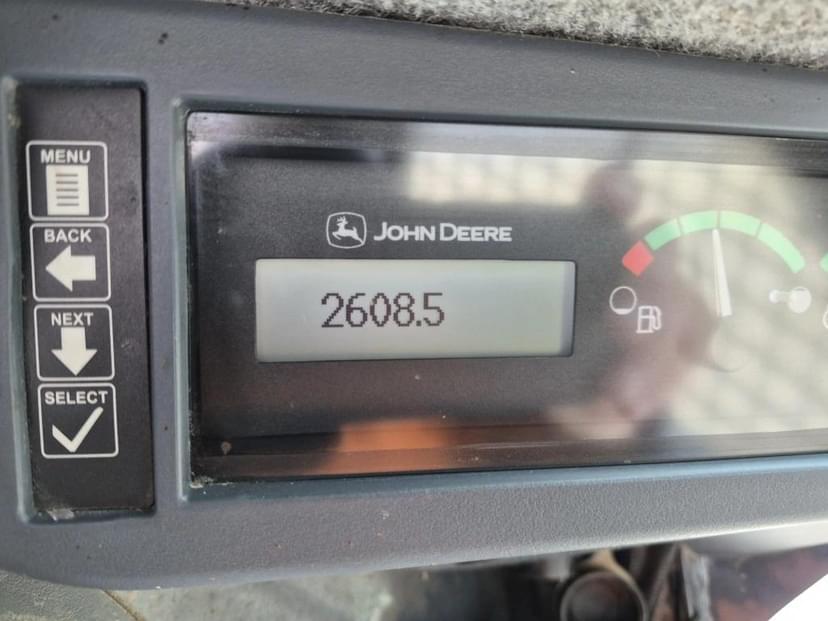 MENU
BACK
NEXT
SELECT
JOHN DEERE
2608.5